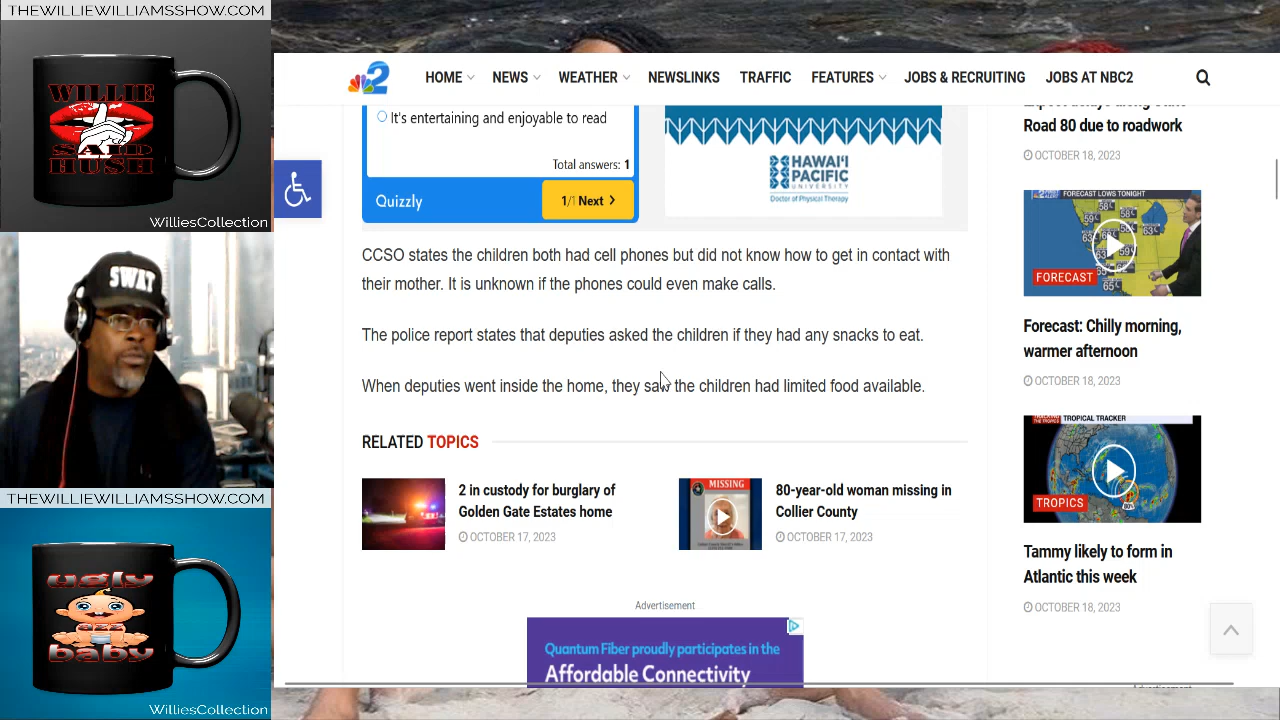 THEWILLIEWILLIAMSSHOW.COM
WILLIE
SAID
HUSH
WilliesCollection
SWAT
THEWILLIEWILLIAMSSHOW.COM
ugly
baby
WilliesCollection
2
HOME
NEWS
WEATHER
NEWSLINKS
TRAFFIC
FEATURES
JOBS & RECRUITING
JOBS AT NBC2
It's entertaining and enjoyable to read
Total answers: 1
Quizzly
1/1 Next >
HAWAI'I
PACIFIC
UNIVERSITY
Doctor of Physical Therapy
CCSO states the children both had cell phones but did not know how to get in contact with
their mother. It is unknown if the phones could even make calls.
The police report states that deputies asked the children if they had any snacks to eat.
When deputies went inside the home, they saw the children had limited food available.
RELATED TOPICS
2 in custody for burglary of
Golden Gate Estates home
OCTOBER 17, 2023
MISSING
80-year-old woman missing in
Collier County
OCTOBER 17, 2023
Advertisement
Quantum Fiber proudly participates in the
Affordable Connectivity
Road 80 due to roadwork
OCTOBER 18, 2023
FORECAST LOWS TONIGHT
FORECAST
Forecast: Chilly morning,
warmer afternoon
OCTOBER 18, 2023
TROPICAL TRACKER
80%
TROPICS
Tammy likely to form in
Atlantic this week
OCTOBER 18, 2023